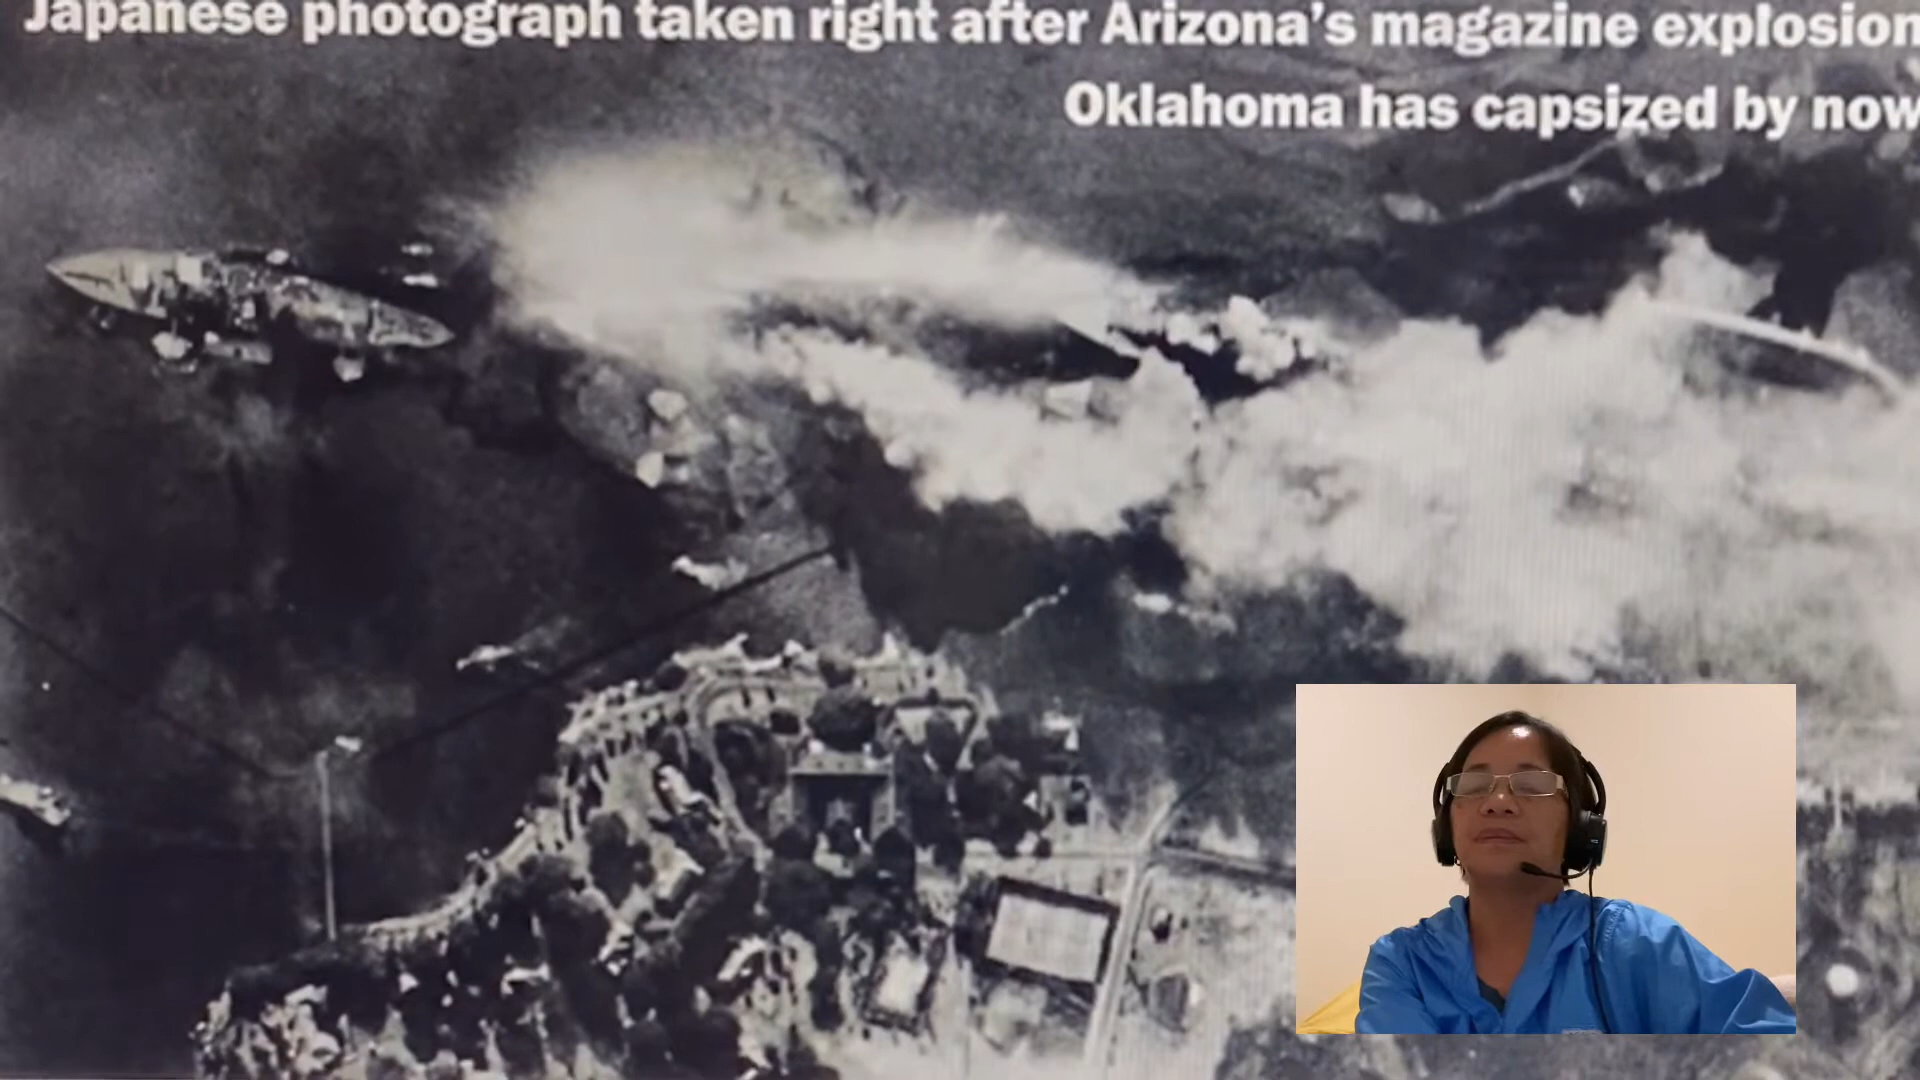 Japanese photograph taken right after Arizona's magazine explosion
Oklahoma has capsized by now